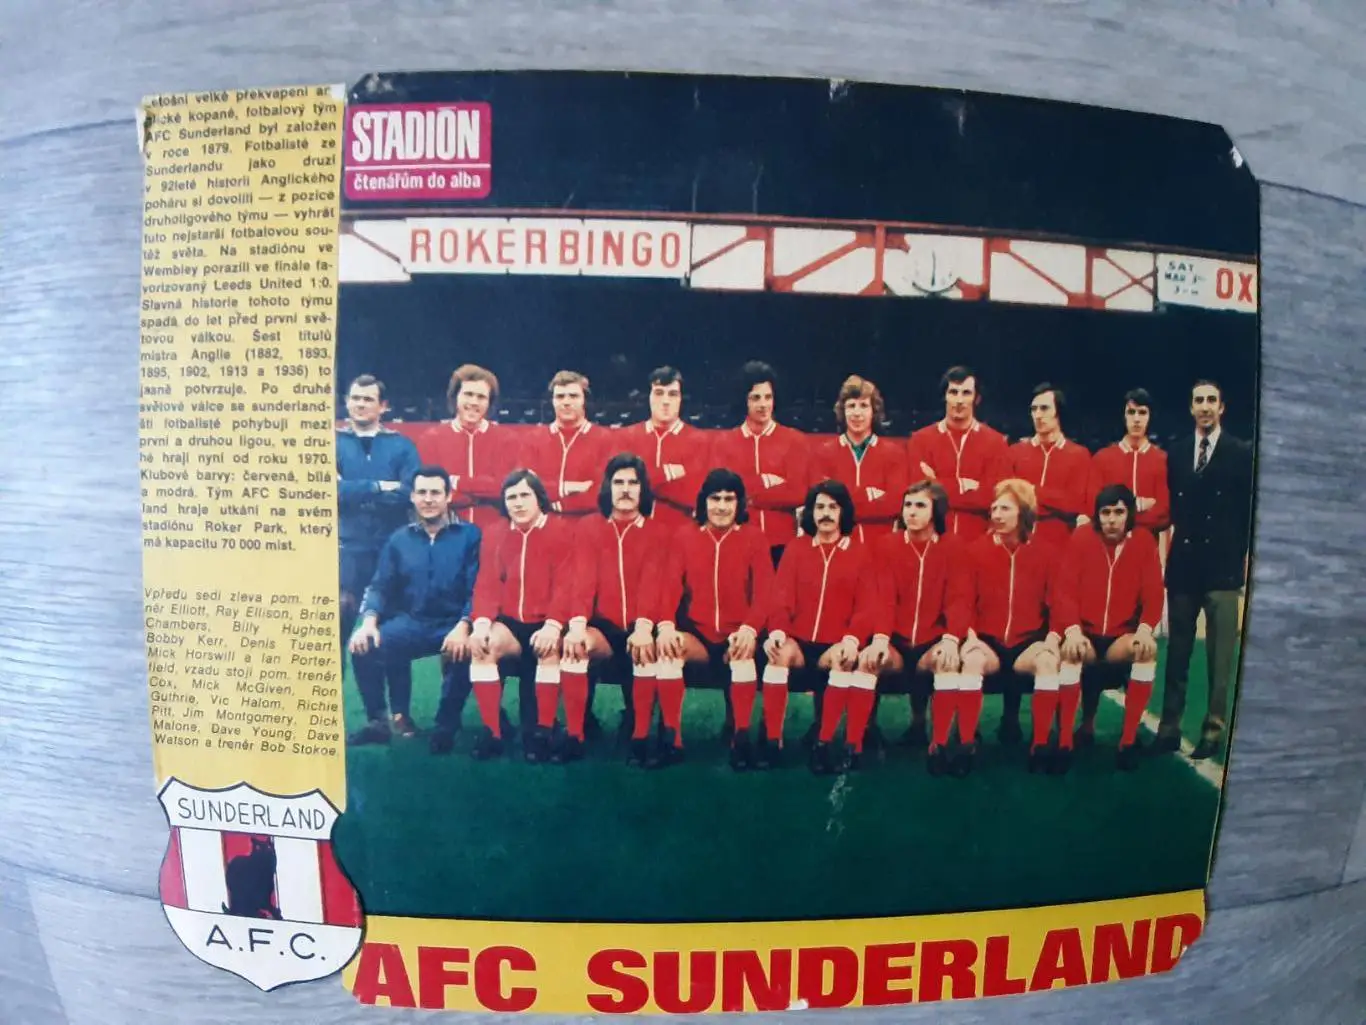 etošní velké překvapení an-
glické kopané, fotbalový tým
AFC Sunderland byl založen
v roce 1879. Fotbalisté ze
Sunderlandu jako druzí
v 92leté historii Anglického
poháru si dovolili — z pozice
druholigového týmu — vyhrát
tuto nejstarší fotbalovou sou-
těž světa. Na stadiónu ve
Wembley porazili ve finále fa-
vorizovaný Leeds United 1:0.
Slavná historie tohoto týmu
spadá do let před první svě-
tovou válkou. Šest titulů
mistra Anglie (1882, 1893,
1895, 1902, 1913 a 1936) to
jasně potvrzuje. Po druhé
světové válce se sunderland-
ští fotbalisté pohybují mezi
první a druhou ligou, ve dru-
hé hrají nyní od roku 1970.
Klubové barvy: červená, bílá
a modrá. Tým AFC Sunder-
land hraje utkání na svém
stadiónu Roker Park, který
má kapacitu 70 000 míst.
Vpředu sedí zleva pom. tre-
nér Elliott, Ray Ellison, Brian
Chambers, Billy Hughes,
Bobby Kerr, Denis Tueart,
Mick Horswill a Ian Porter-
field, vzadu stojí pom. trenér
Cox, Mick McGiven, Ron
Guthrie, Vic Halom, Richie
Pitt, Jim Montgomery, Dick
Malone, Dave Young, Dave
Watson a trenér Bob Stokoe.
SUNDERLAND
A.F.C.
STADIÓN
čtenářům do alba
ROKER BINGO
SAT
MAR
OX
AFC SUNDERLAND